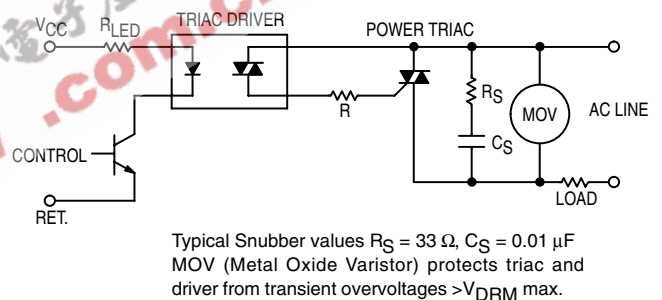 VCC RLED TRIAC DRIVER POWER TRIAC
RS
MOV AC LINE
R
CS
CONTROL
LOAD
RET.
.com
Typical Snubber values RS = 33 Ω, CS = 0.01 µF
MOV (Metal Oxide Varistor) protects triac and
driver from transient overvoltages >VDRM max.